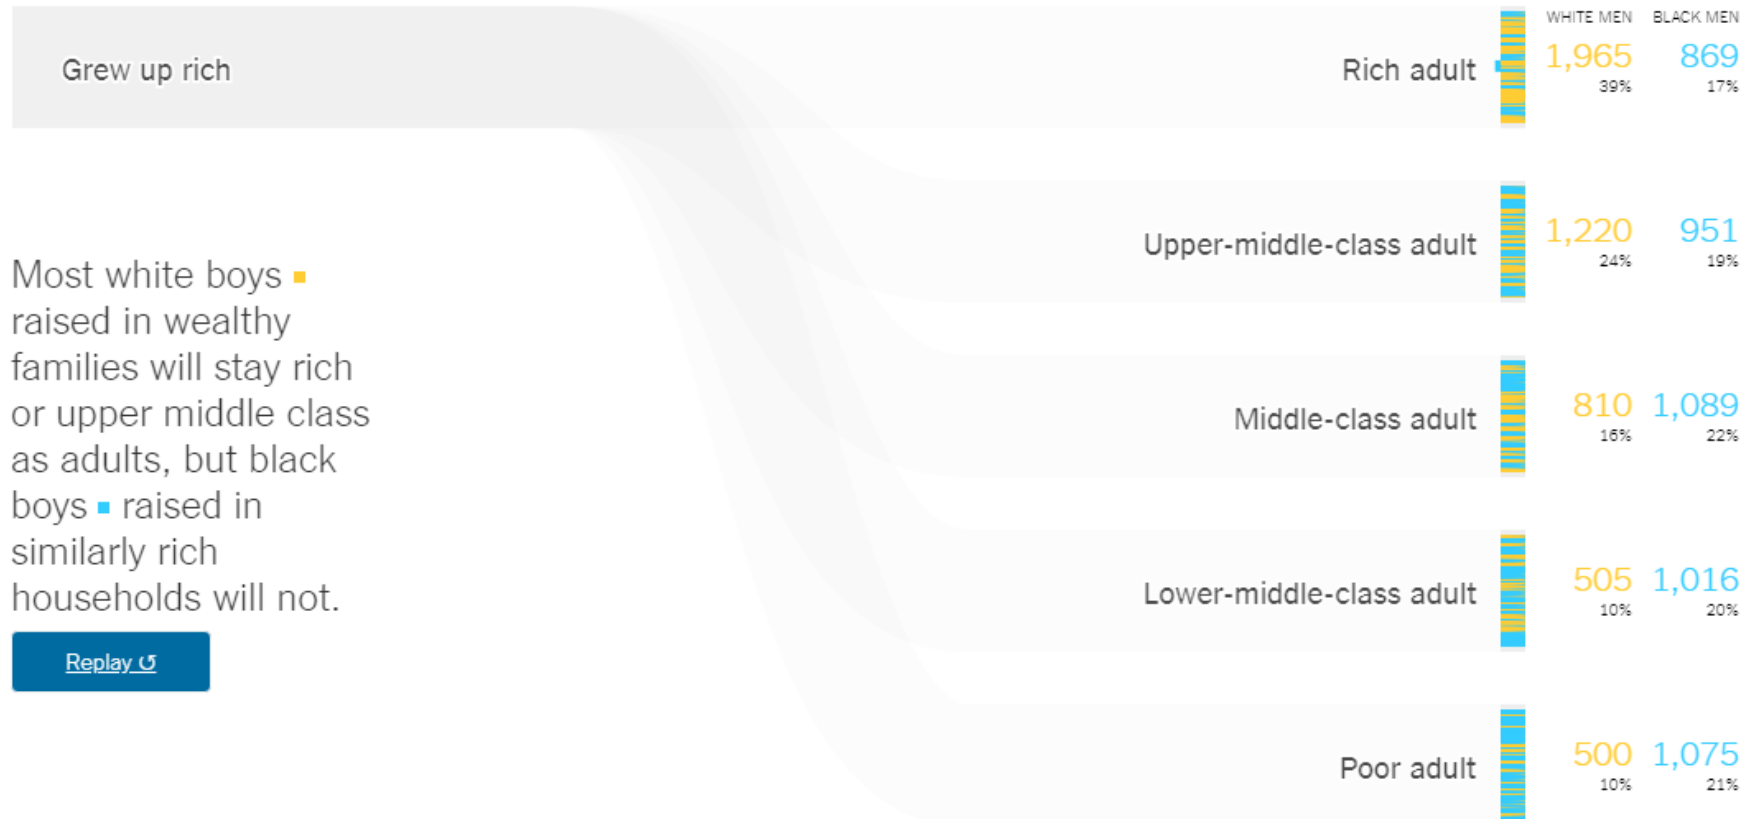 Grew up rich
Most white boys
raised in wealthy
families will stay rich
or upper middle class
as adults, but black
boys raised in
similarly rich
households will not.
Replay ↺
WHITE MEN BLACK MEN
Rich adult 1,965 869
39% 17%
Upper-middle-class adult 1,220 951
24% 19%
Middle-class adult 810 1,089
16% 22%
Lower-middle-class adult 505 1,016
10% 20%
Poor adult 500 1,075
10% 21%